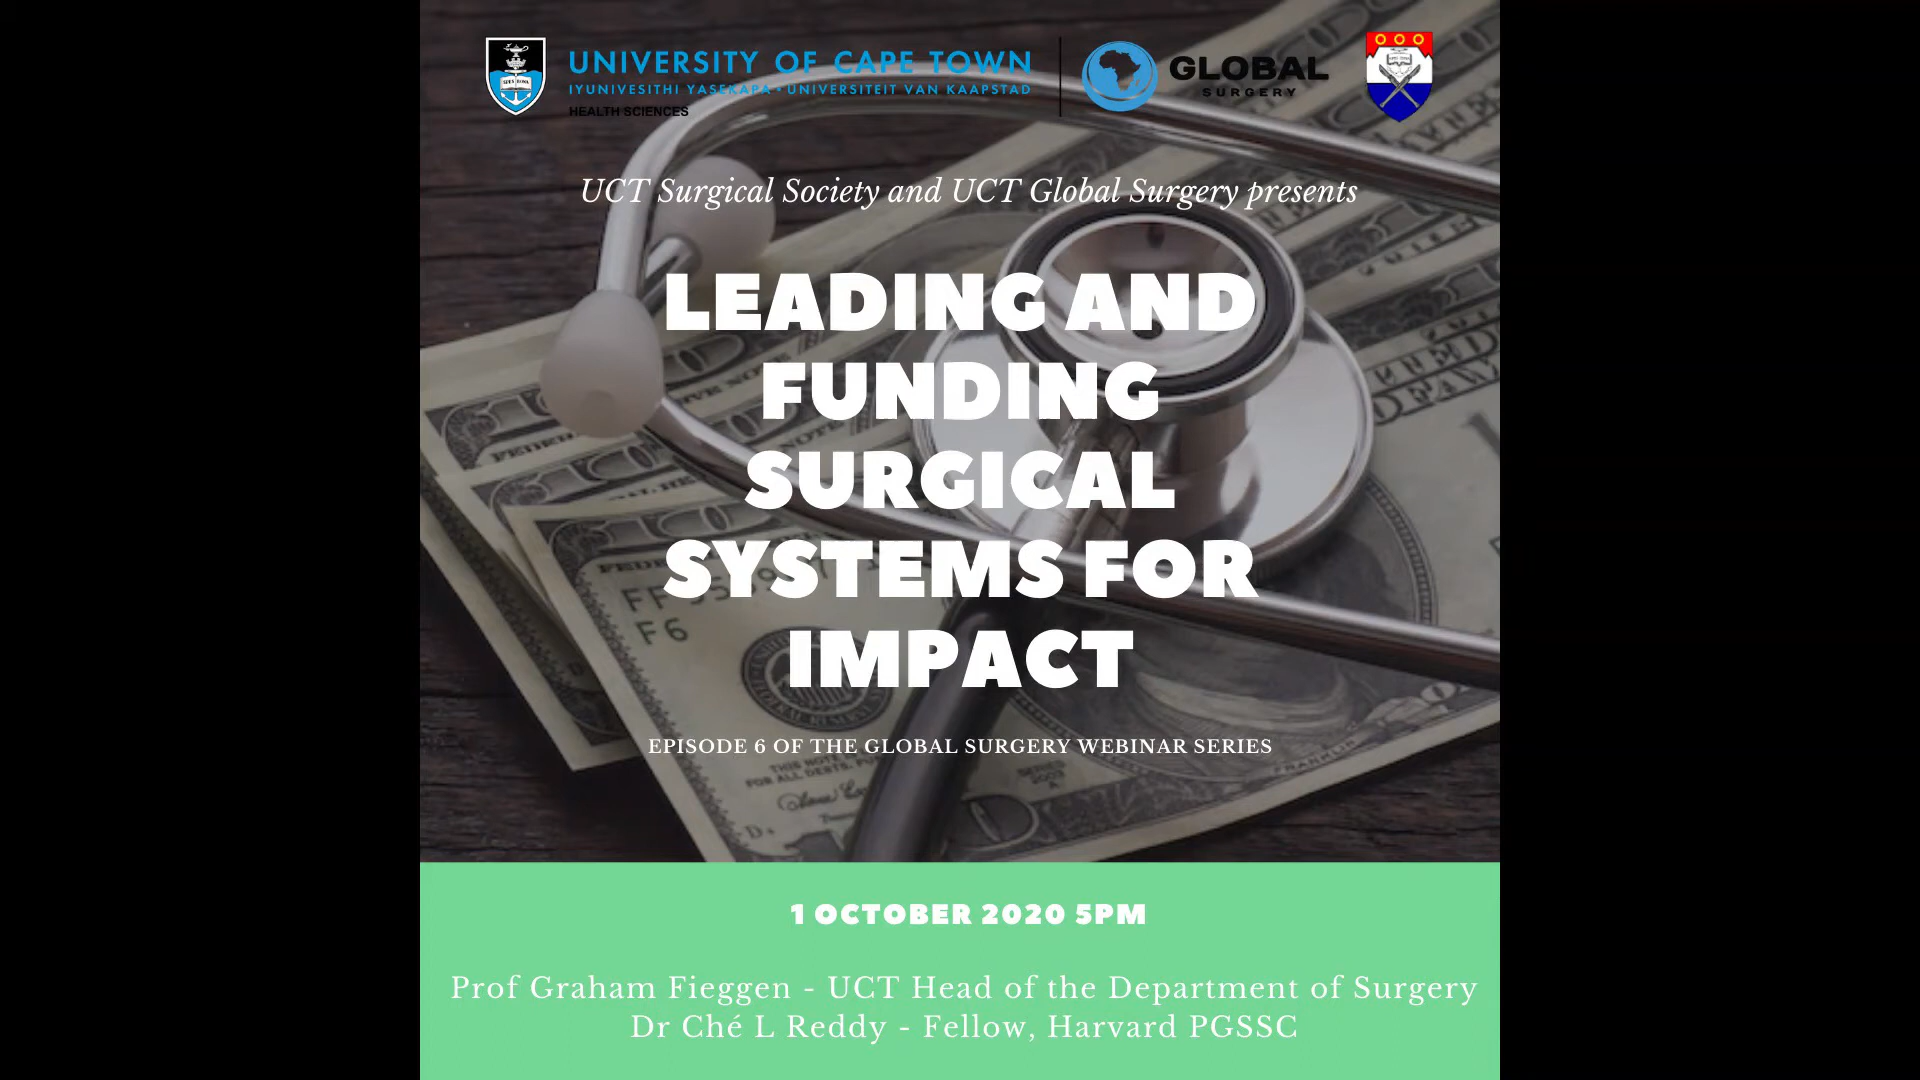 UNIVERSITY OF CAPE TOWN
IYUNIVESITHI YASEKAPA • UNIVERSITEIT VAN KAAPSTAD
HEALTH SCIENCES
GLOBAL
SURGERY
UCT Surgical Society and UCT Global Surgery presents
LEADING AND
FUNDING
SURGICAL
SYSTEMS FOR
IMPACT
EPISODE 6 OF THE GLOBAL SURGERY WEBINAR SERIES
1 OCTOBER 2020 5PM
Prof Graham Fieggen - UCT Head of the Department of Surgery
Dr Ché L Reddy - Fellow, Harvard PGSSC